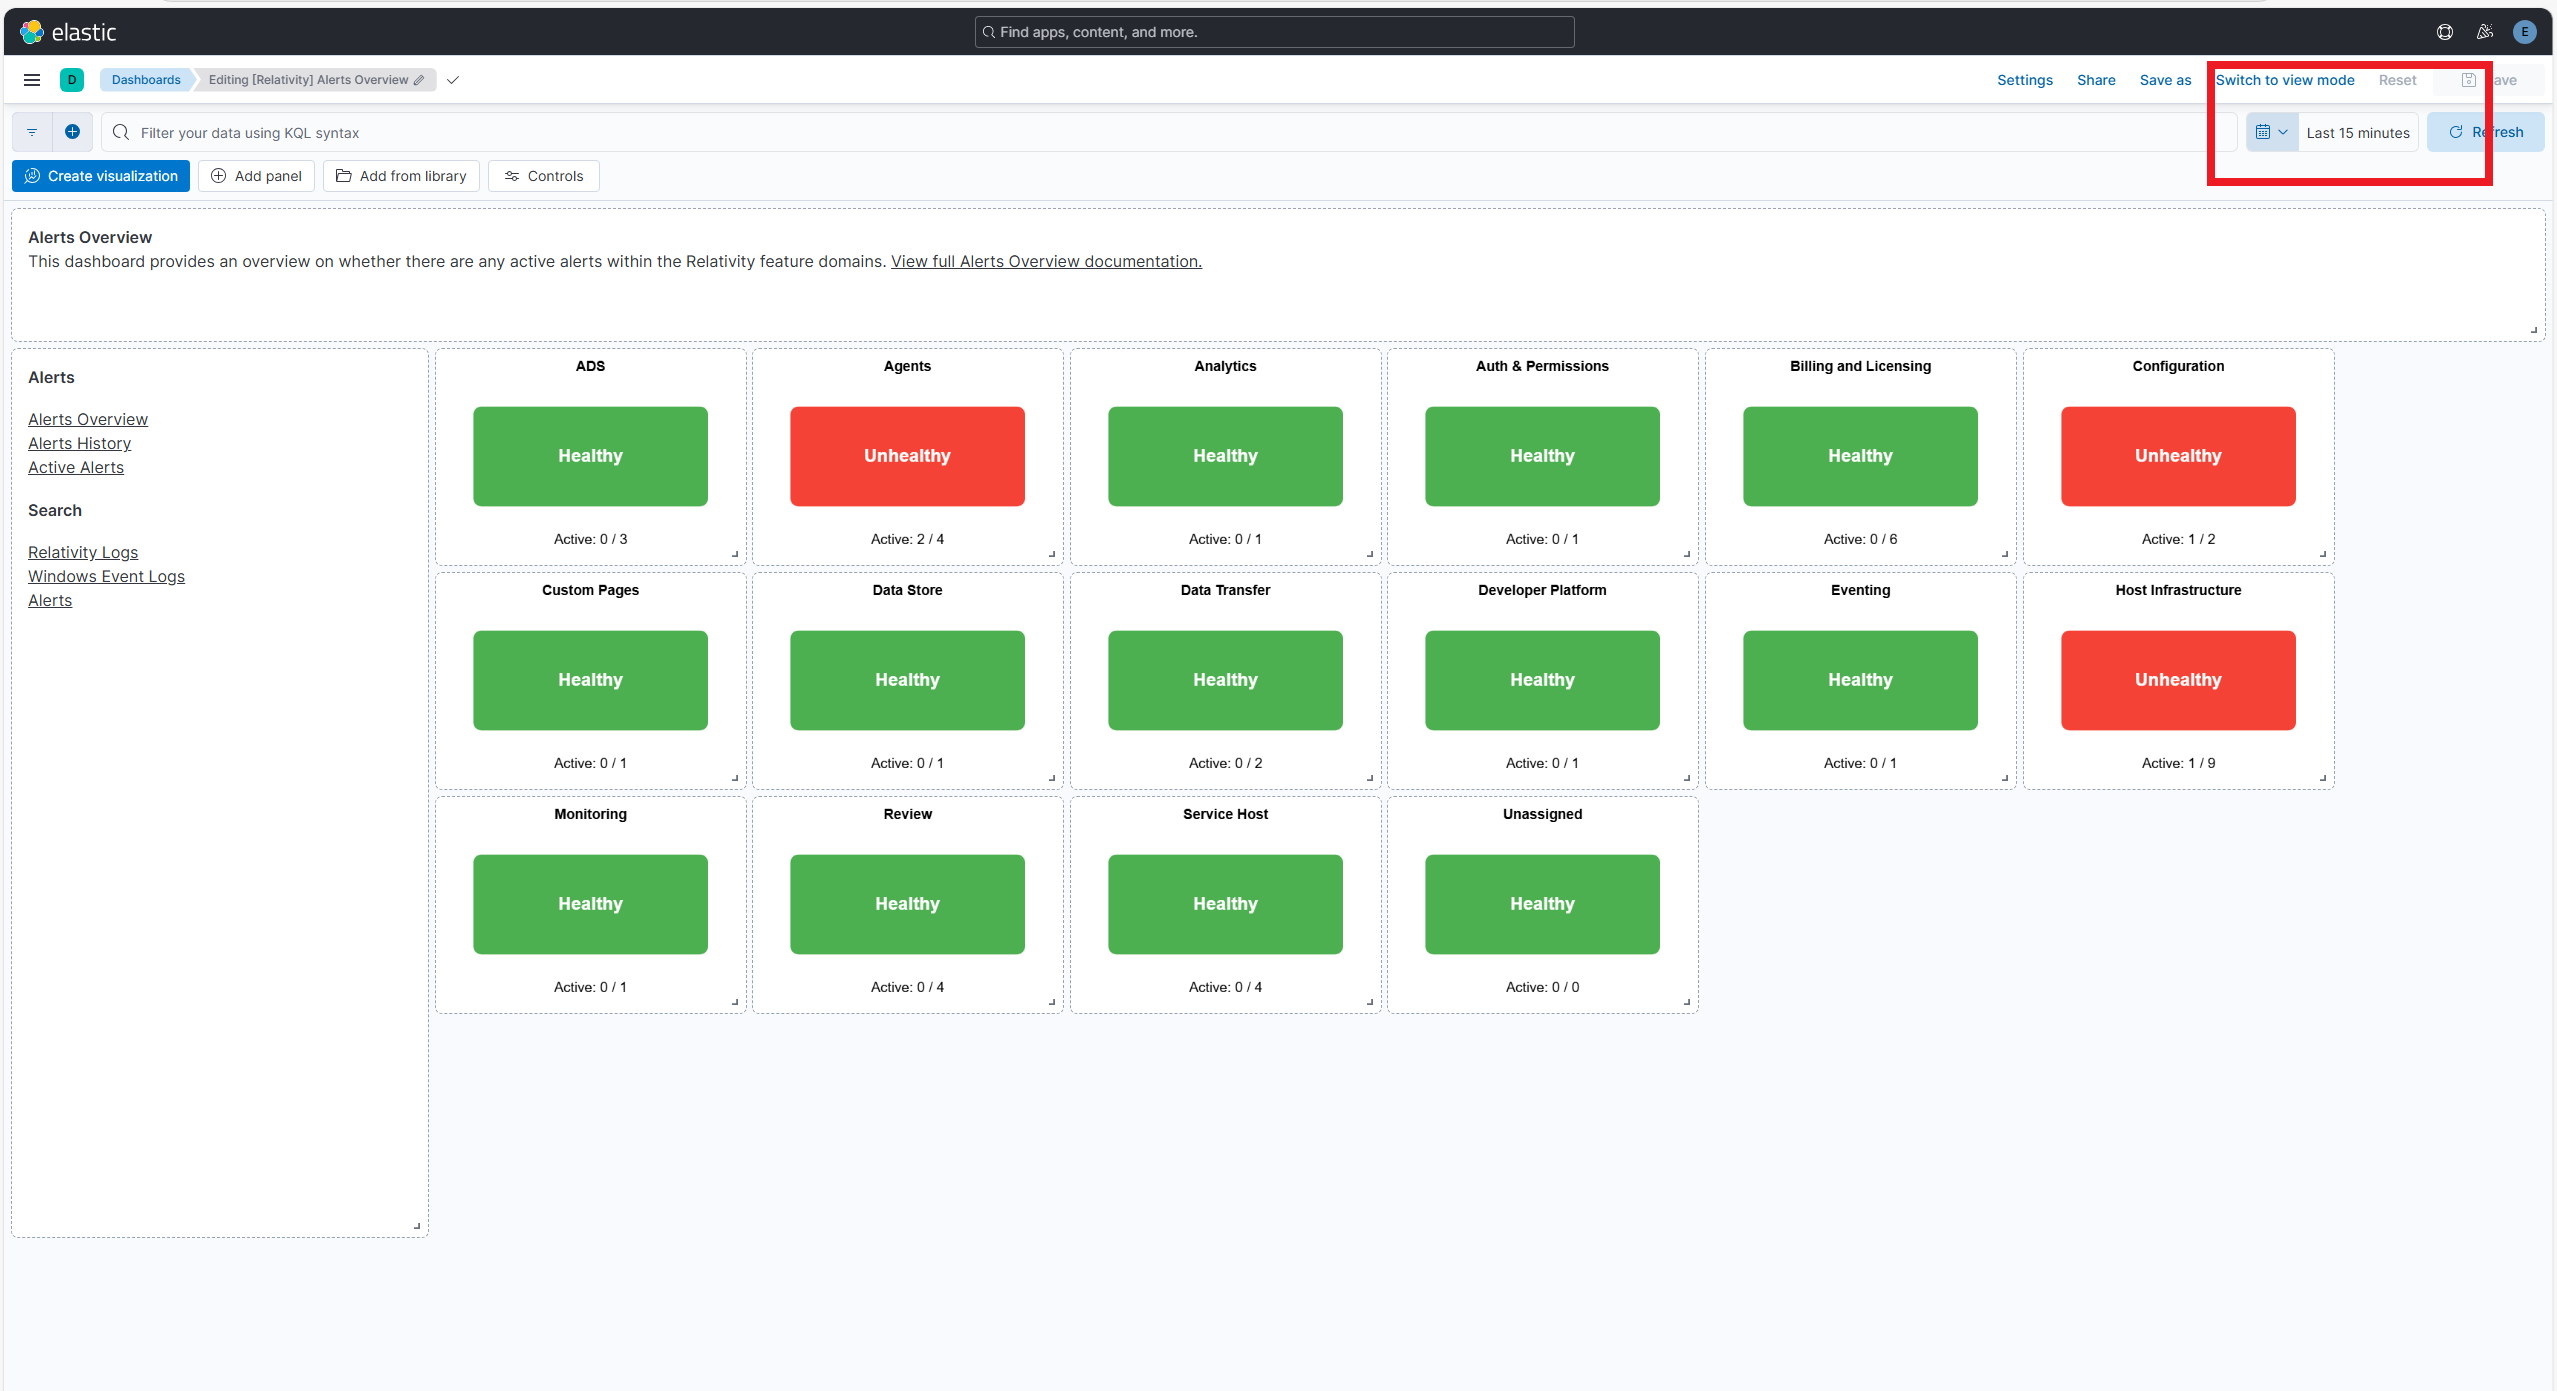 elastic
Find apps, content, and more.
E
D
Dashboards
Editing [Relativity] Alerts Overview
Settings
Share
Save as
Switch to view mode
Reset
Filter your data using KQL syntax
Last 15 minutes
Create visualization
Add panel
Add from library
Controls
Alerts Overview
This dashboard provides an overview on whether there are any active alerts within the Relativity feature domains. View full Alerts Overview documentation.
Alerts
Alerts Overview
Alerts History
Active Alerts
Search
Relativity Logs
Windows Event Logs
Alerts
ADS
Healthy
Active: 0 / 3
Agents
Unhealthy
Active: 2 / 4
Analytics
Healthy
Active: 0 / 1
Auth & Permissions
Healthy
Active: 0 / 1
Billing and Licensing
Healthy
Active: 0 / 6
Configuration
Unhealthy
Active: 1 / 2
Custom Pages
Healthy
Active: 0 / 1
Data Store
Healthy
Active: 0 / 1
Data Transfer
Healthy
Active: 0 / 2
Developer Platform
Healthy
Active: 0 / 1
Eventing
Healthy
Active: 0 / 1
Host Infrastructure
Unhealthy
Active: 1 / 9
Monitoring
Healthy
Active: 0 / 1
Review
Healthy
Active: 0 / 4
Service Host
Healthy
Active: 0 / 4
Unassigned
Healthy
Active: 0 / 0